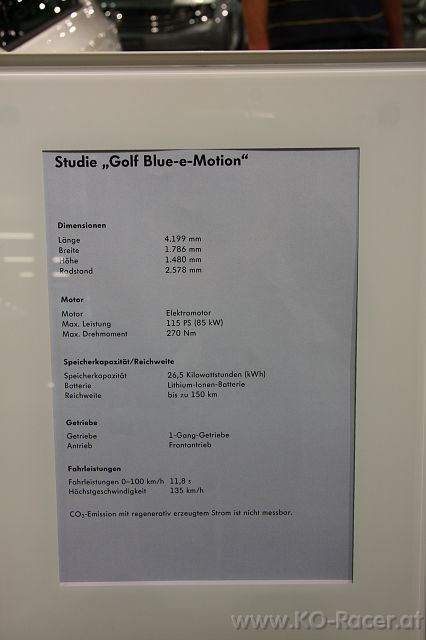 Studie „Golf Blue-e-Motion“
Dimensionen
Länge 4.199 mm
Breite 1.786 mm
Höhe 1.480 mm
Radstand 2.578 mm
Motor
Motor Elektromotor
Max. Leistung 115 PS (85 kW)
Max. Drehmoment 270 Nm
Speicherkapazität/Reichweite
Speicherkapazität 26,5 Kilowattstunden (kWh)
Batterie Lithium-Ionen-Batterie
Reichweite bis zu 150 km
Getriebe
Getriebe 1-Gang-Getriebe
Antrieb Frontantrieb
Fahrleistungen
Fahrleistungen 0–100 km/h 11,8 s
Höchstgeschwindigkeit 135 km/h
CO₂-Emission mit regenerativ erzeugtem Strom ist nicht messbar.
www.KO-Racer.at